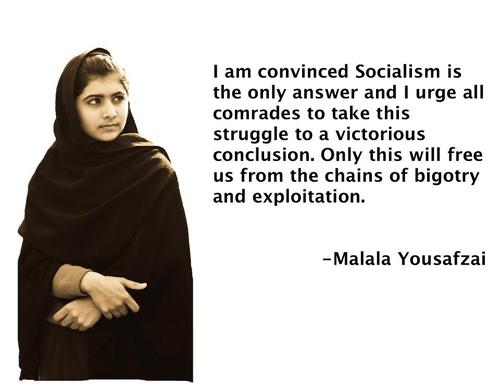 I am convinced Socialism is
the only answer and I urge all
comrades to take this
struggle to a victorious
conclusion. Only this will free
us from the chains of bigotry
and exploitation.
–Malala Yousafzai